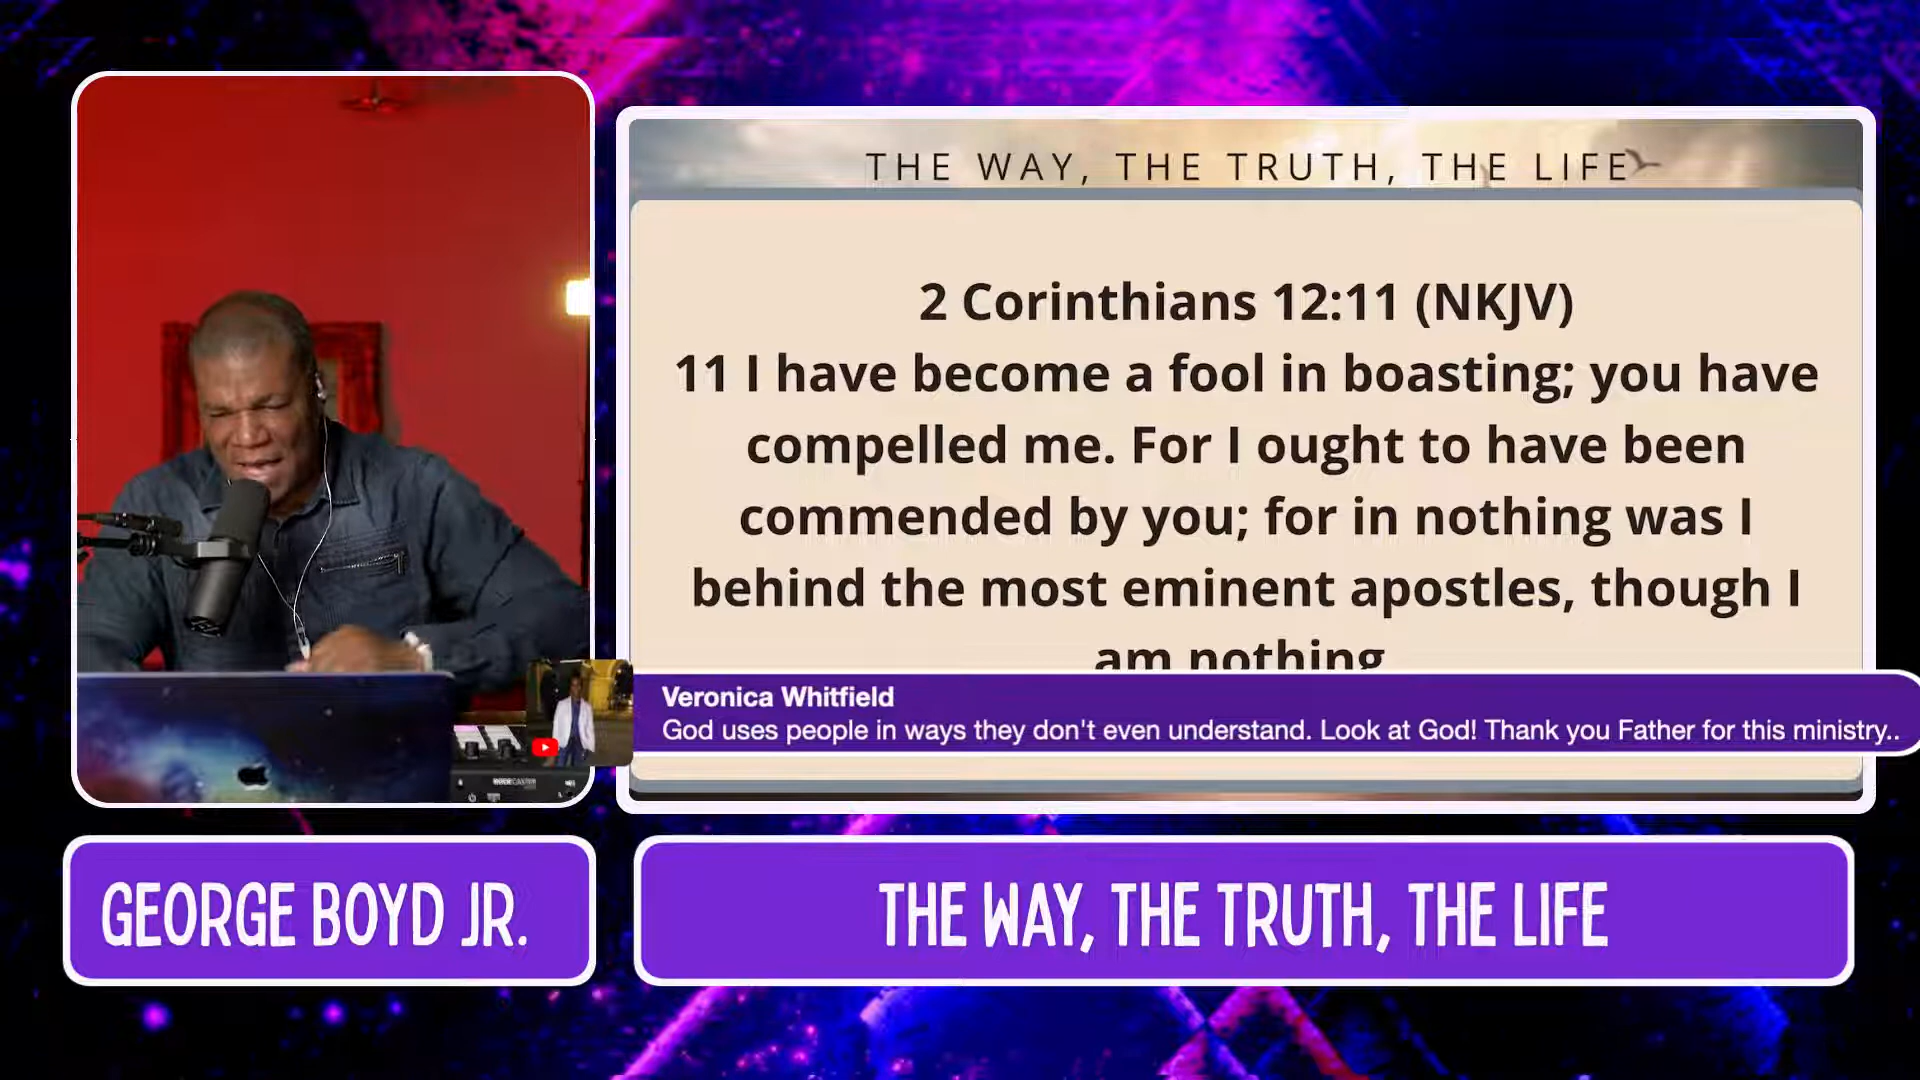 THE WAY, THE TRUTH, THE LIFE
2 Corinthians 12:11 (NKJV)
11 I have become a fool in boasting; you have
compelled me. For I ought to have been
commended by you; for in nothing was I
behind the most eminent apostles, though I
am nothing
Veronica Whitfield
God uses people in ways they don't even understand. Look at God! Thank you Father for this ministry..
GEORGE BOYD JR.
THE WAY, THE TRUTH, THE LIFE